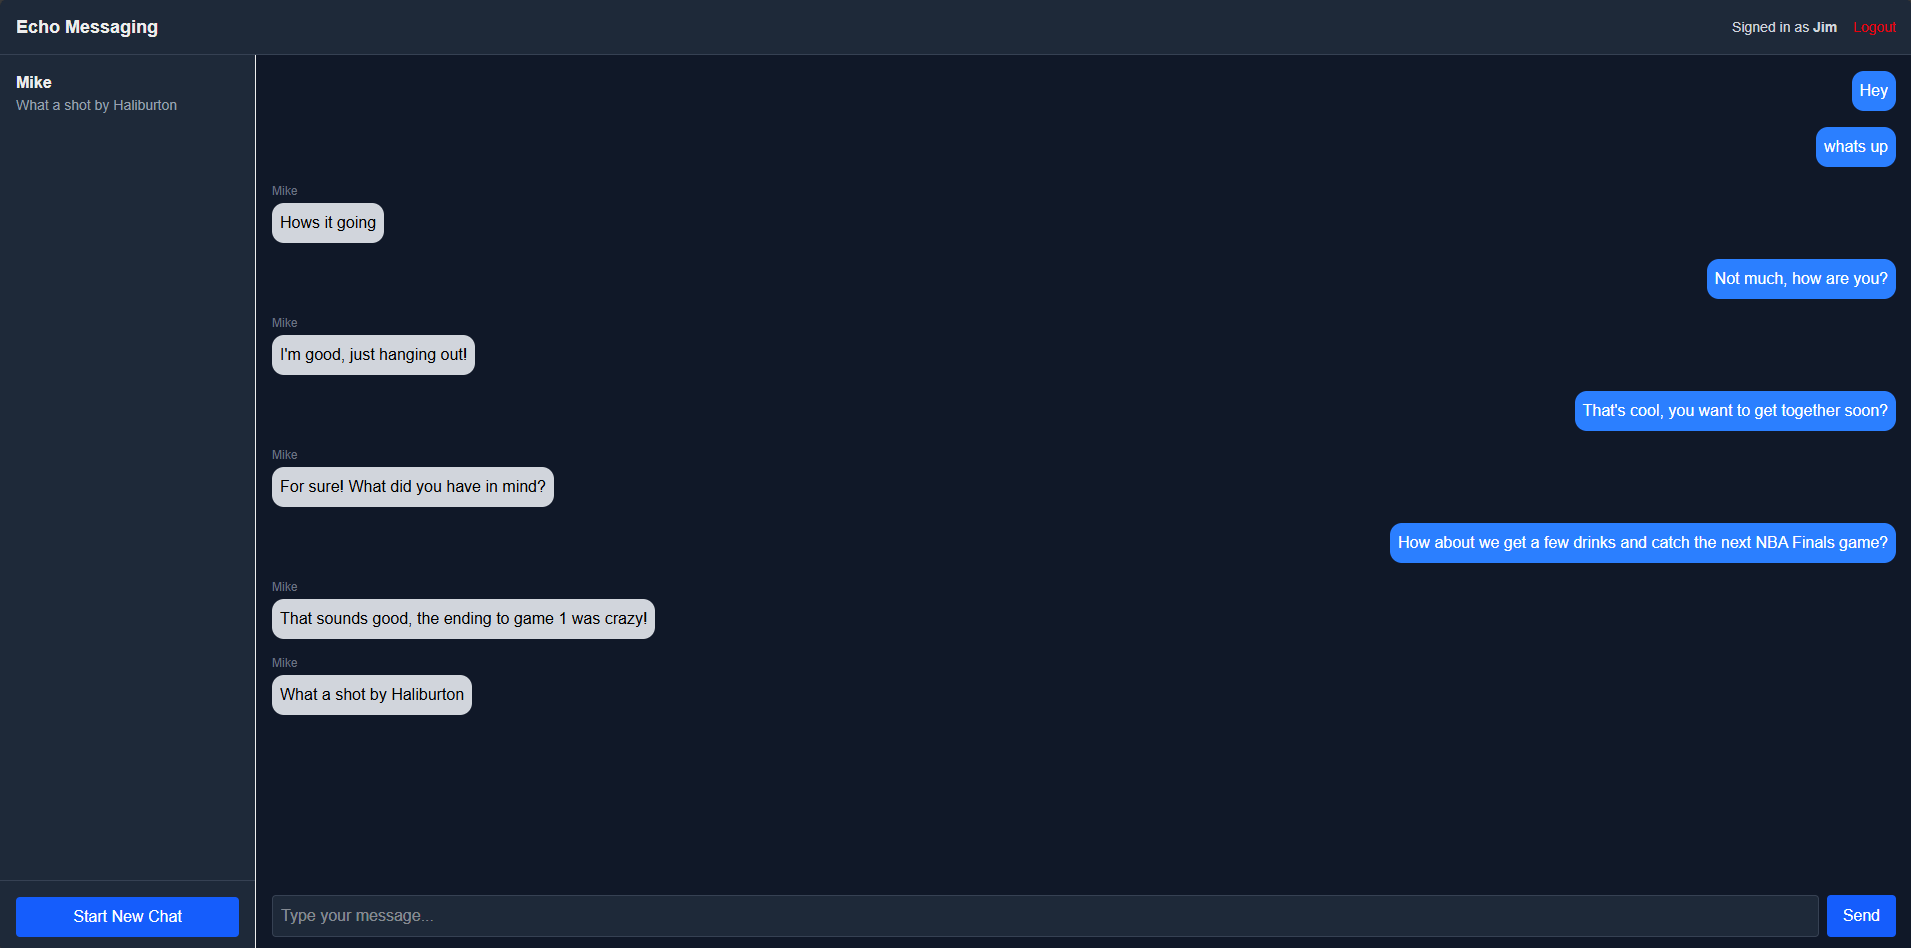 Echo Messaging
Signed in as Jim Logout
Mike
What a shot by Haliburton
Start New Chat
Hey
whats up
Mike
Hows it going
Not much, how are you?
Mike
I'm good, just hanging out!
That's cool, you want to get together soon?
Mike
For sure! What did you have in mind?
How about we get a few drinks and catch the next NBA Finals game?
Mike
That sounds good, the ending to game 1 was crazy!
Mike
What a shot by Haliburton
Type your message...
Send